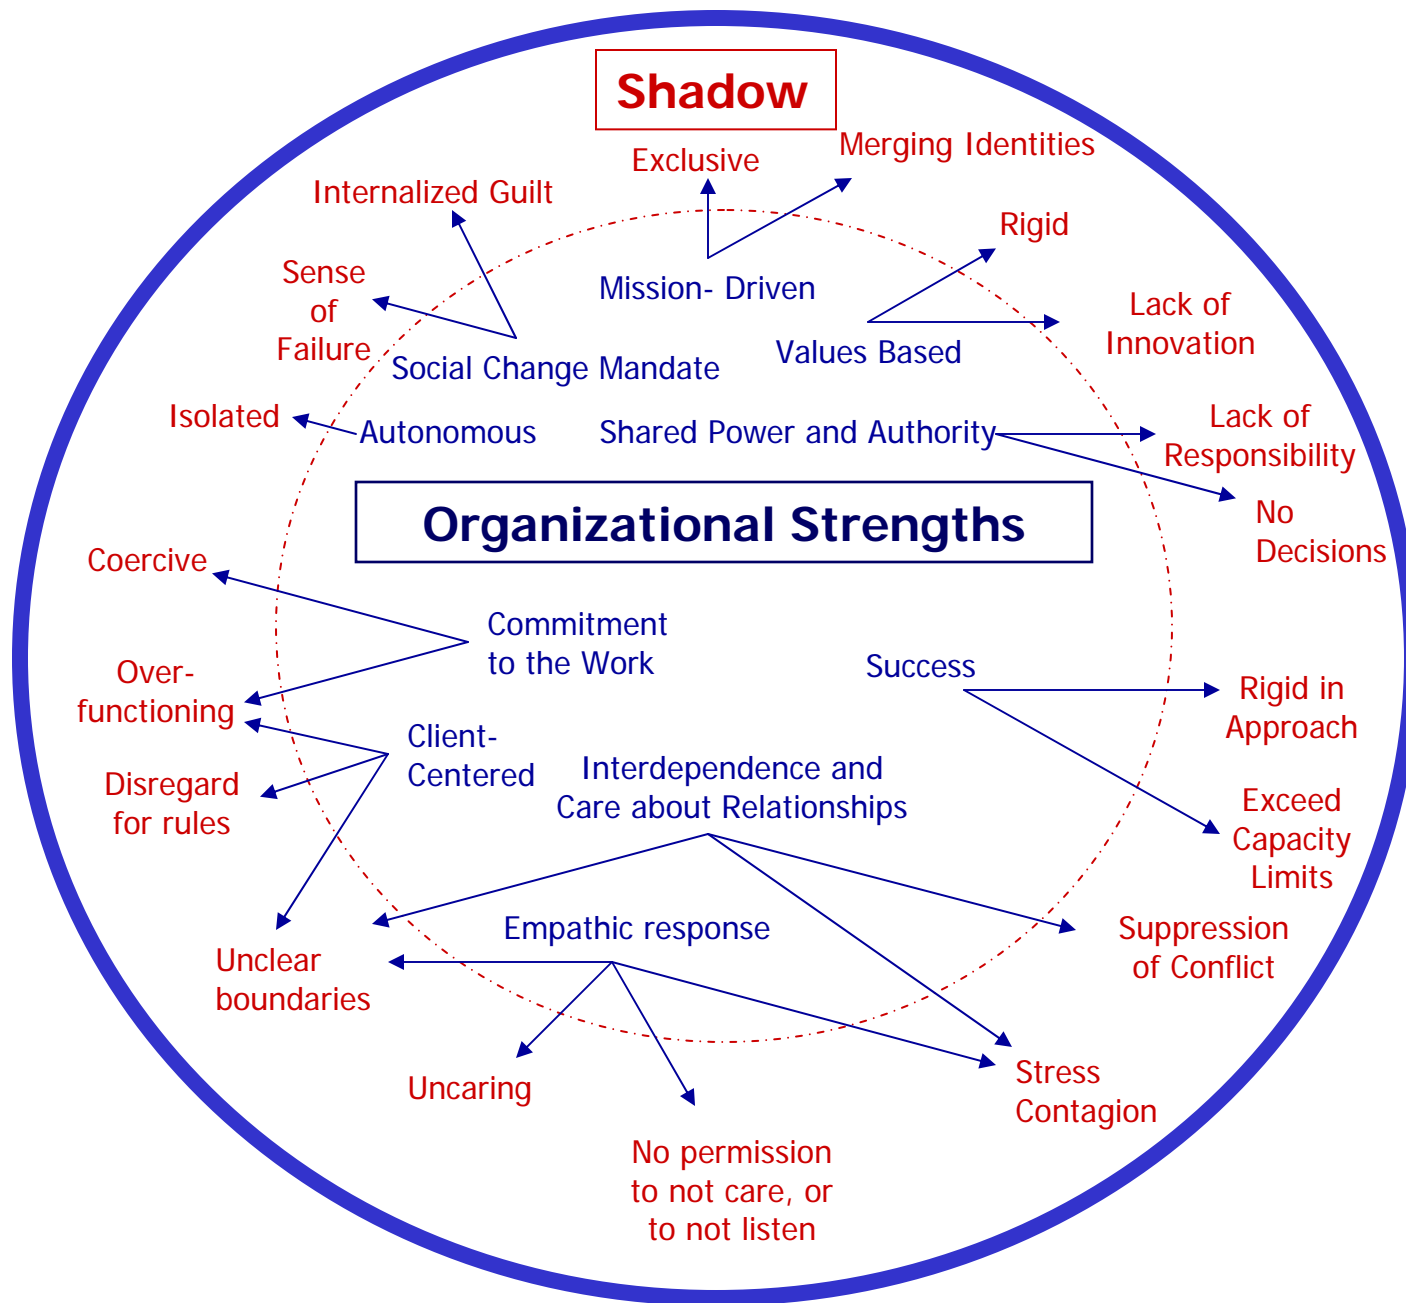 Shadow
Exclusive
Merging Identities
Internalized Guilt
Rigid
Sense
of
Failure
Mission- Driven
Lack of
Innovation
Social Change Mandate
Values Based
Isolated
Autonomous
Shared Power and Authority
Lack of
Responsibility
No
Decisions
Organizational Strengths
Coercive
Commitment
to the Work
Over-
functioning
Success
Rigid in
Approach
Client-
Centered
Disregard
for rules
Interdependence and
Care about Relationships
Exceed
Capacity
Limits
Empathic response
Unclear
boundaries
Suppression
of Conflict
Uncaring
Stress
Contagion
No permission
to not care, or
to not listen